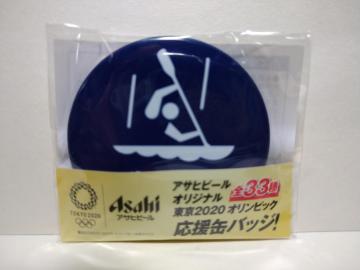 アサヒビール
オリジナル
全33種
東京2020 オリンピック
応援缶バッジ!
Asahi
アサヒビール
TOKYO 2020